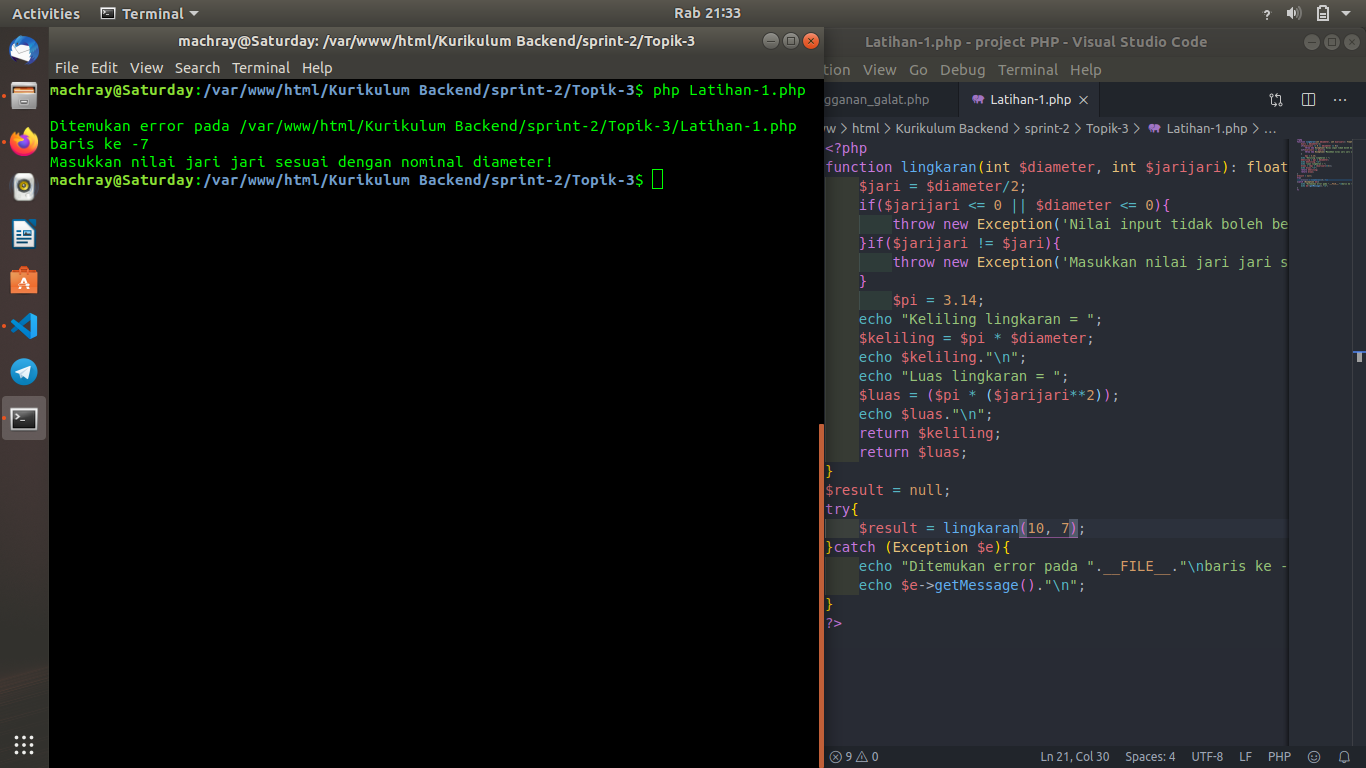 Activities
Terminal
Rab 21:33
machray@Saturday: /var/www/html/Kurikulum Backend/sprint-2/Topik-3
File Edit View Search Terminal Help
machray@Saturday:/var/www/html/Kurikulum Backend/sprint-2/Topik-3$ php Latihan-1.php
Ditemukan error pada /var/www/html/Kurikulum Backend/sprint-2/Topik-3/Latihan-1.php
baris ke -7
Masukkan nilai jari jari sesuai dengan nominal diameter!
machray@Saturday:/var/www/html/Kurikulum Backend/sprint-2/Topik-3$
Latihan-1.php - project PHP - Visual Studio Code
tion View Go Debug Terminal Help
gganan_galat.php
Latihan-1.php
w > html > Kurikulum Backend > sprint-2 > Topik-3 > Latihan-1.php > ...
<?php
function lingkaran(int $diameter, int $jarijari): float
$jari = $diameter/2;
if($jarijari <= 0 || $diameter <= 0){
throw new Exception('Nilai input tidak boleh be
}if($jarijari != $jari){
throw new Exception('Masukkan nilai jari jari s
}
$pi = 3.14;
echo "Keliling lingkaran = ";
$keliling = $pi * $diameter;
echo $keliling."\n";
echo "Luas lingkaran = ";
$luas = ($pi * ($jarijari**2));
echo $luas."\n";
return $keliling;
return $luas;
}
$result = null;
try{
$result = lingkaran(10, 7);
}catch (Exception $e){
echo "Ditemukan error pada ".__FILE__."\nbaris ke -
echo $e->getMessage()."\n";
}
?>
9 0
Ln 21, Col 30
Spaces: 4
UTF-8
LF
PHP